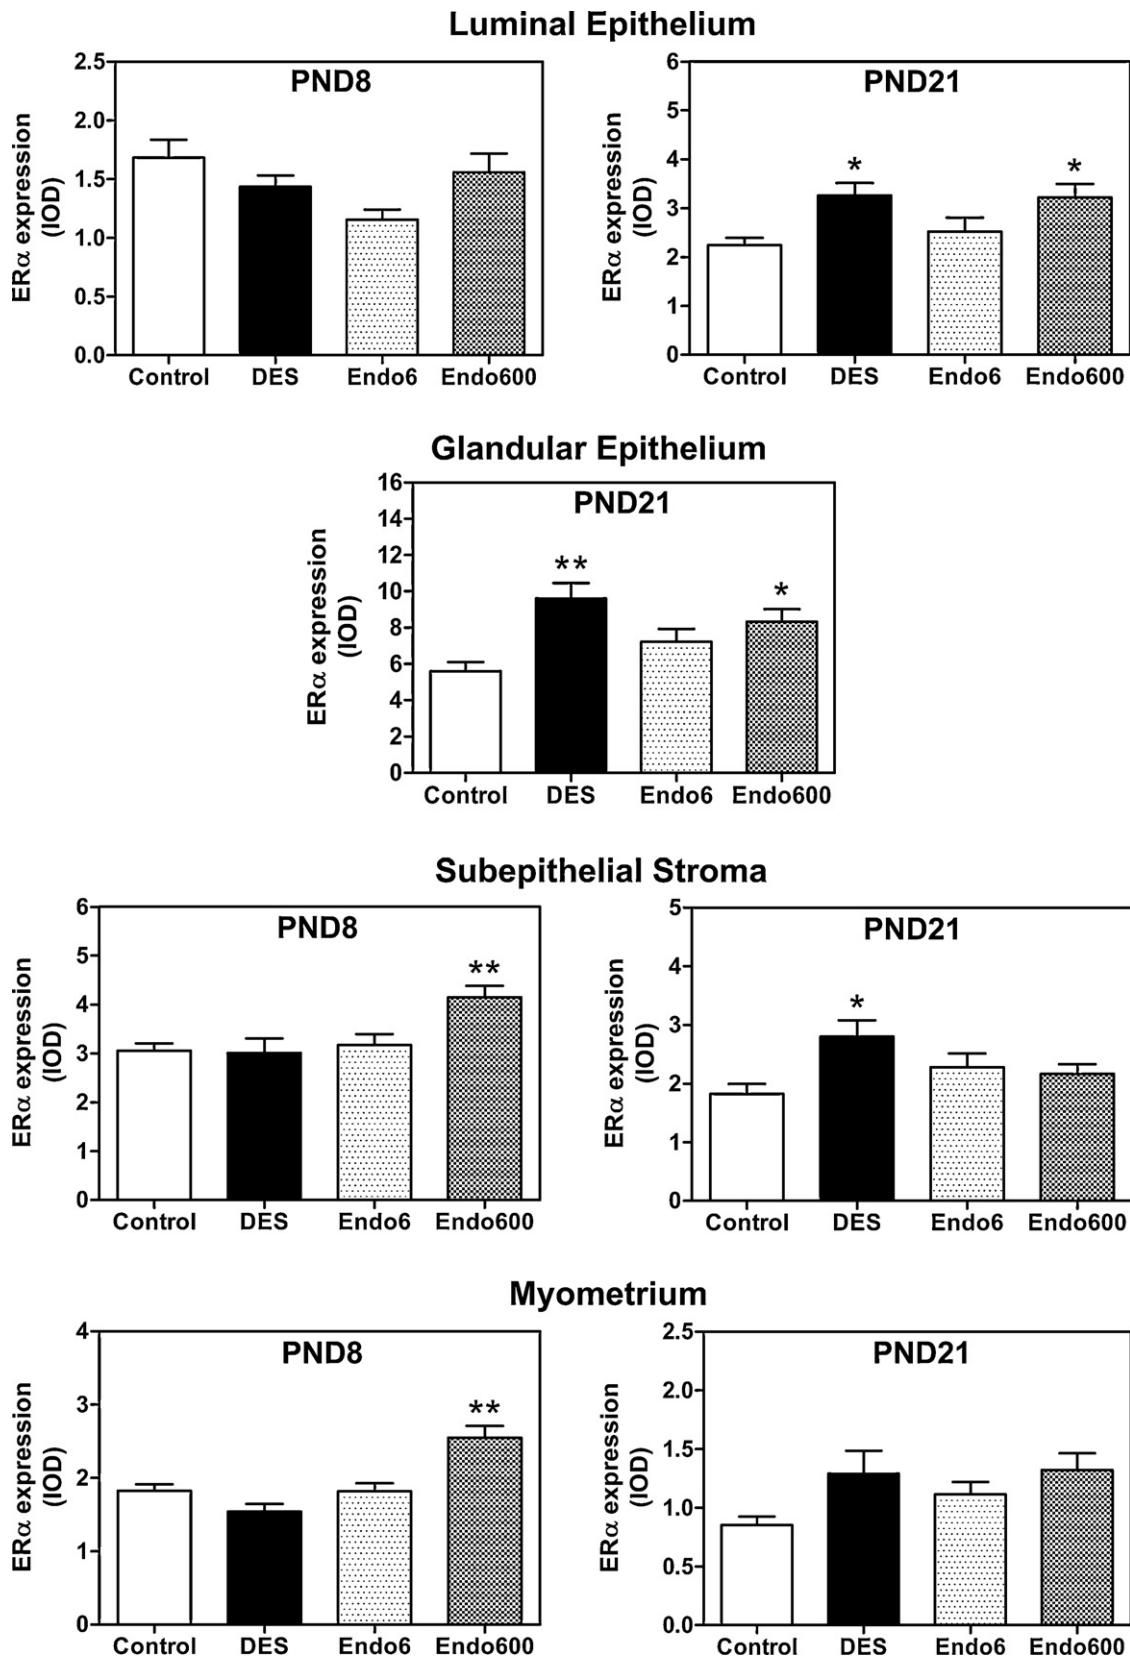 Luminal Epithelium
PND8
ERα expression
(IOD)
2.5
2.0
1.5
1.0
0.5
0.0
Control DES Endo6 Endo600
PND21
ERα expression
(IOD)
6
5
4
3
2
1
0
* *
Control DES Endo6 Endo600
Glandular Epithelium
PND21
ERα expression
(IOD)
16
14
12
10
8
6
4
2
0
** *
Control DES Endo6 Endo600
Subepithelial Stroma
PND8
ERα expression
(IOD)
6
5
4
3
2
1
0
**
Control DES Endo6 Endo600
PND21
ERα expression
(IOD)
5
4
3
2
1
0
*
Control DES Endo6 Endo600
Myometrium
PND8
ERα expression
(IOD)
4
3
2
1
0
**
Control DES Endo6 Endo600
PND21
ERα expression
(IOD)
2.5
2.0
1.5
1.0
0.5
0.0
Control DES Endo6 Endo600